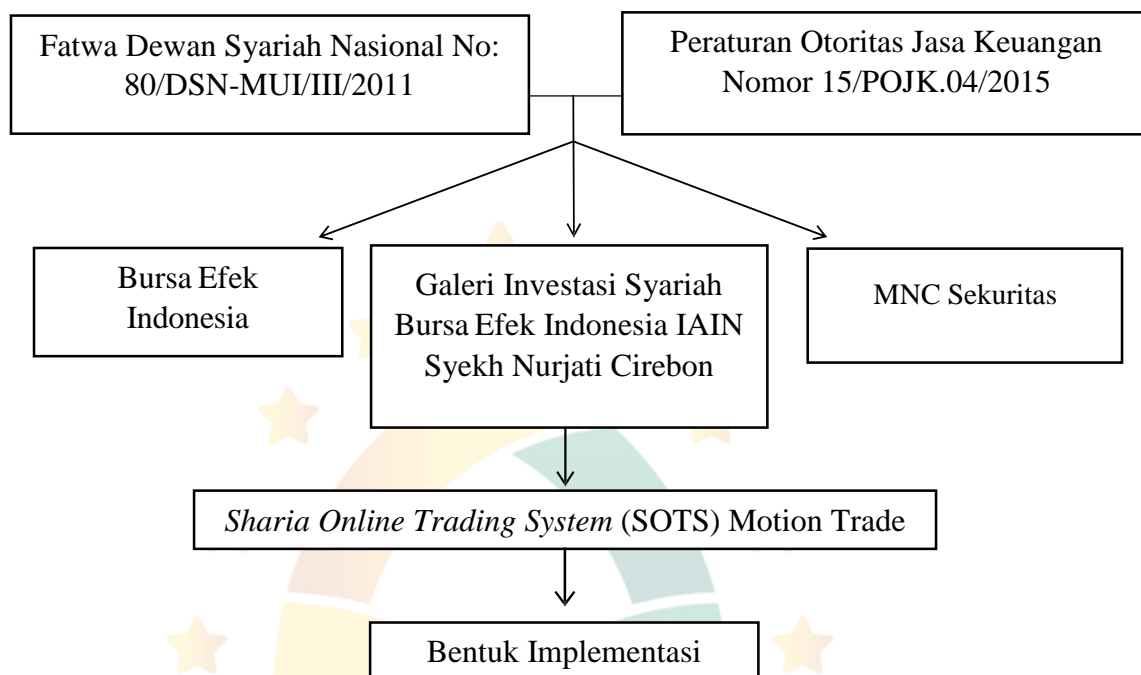 Fatwa Dewan Syariah Nasional No:
80/DSN-MUI/III/2011
Peraturan Otoritas Jasa Keuangan
Nomor 15/POJK.04/2015
Bursa Efek
Indonesia
Galeri Investasi Syariah
Bursa Efek Indonesia IAIN
Syekh Nurjati Cirebon
MNC Sekuritas
Sharia Online Trading System (SOTS) Motion Trade
Bentuk Implementasi